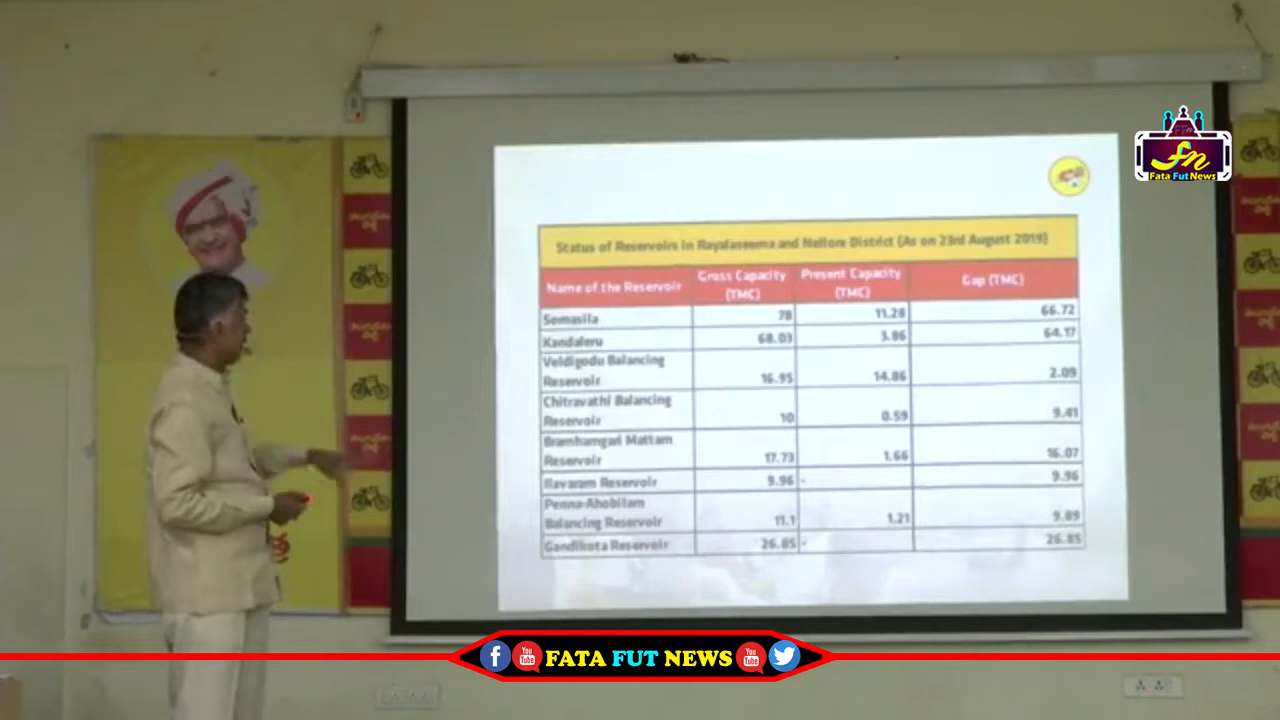 Fata Fut News
Status of Reservoirs in Rayalaseema and Nellore District (As on 23rd August 2019)
Name of the Reservoir Gross Capacity (TMC) Present Capacity (TMC) Gap (TMC)
Somasila 78 11.28 66.72
Kandaleru 68.03 3.86 64.17
Veldigodu Balancing
Reservoir 16.95 14.86 2.09
Chitravathi Balancing
Reservoir 10 0.59 9.41
Bramhamgari Mattam
Reservoir 17.73 1.66 16.07
Ilavaram Reservoir 9.96 - 9.96
Penna-Ahobilam
Balancing Reservoir 11.1 1.21 9.89
Gandikota Reservoir 26.85 - 26.85
FATA FUT NEWS